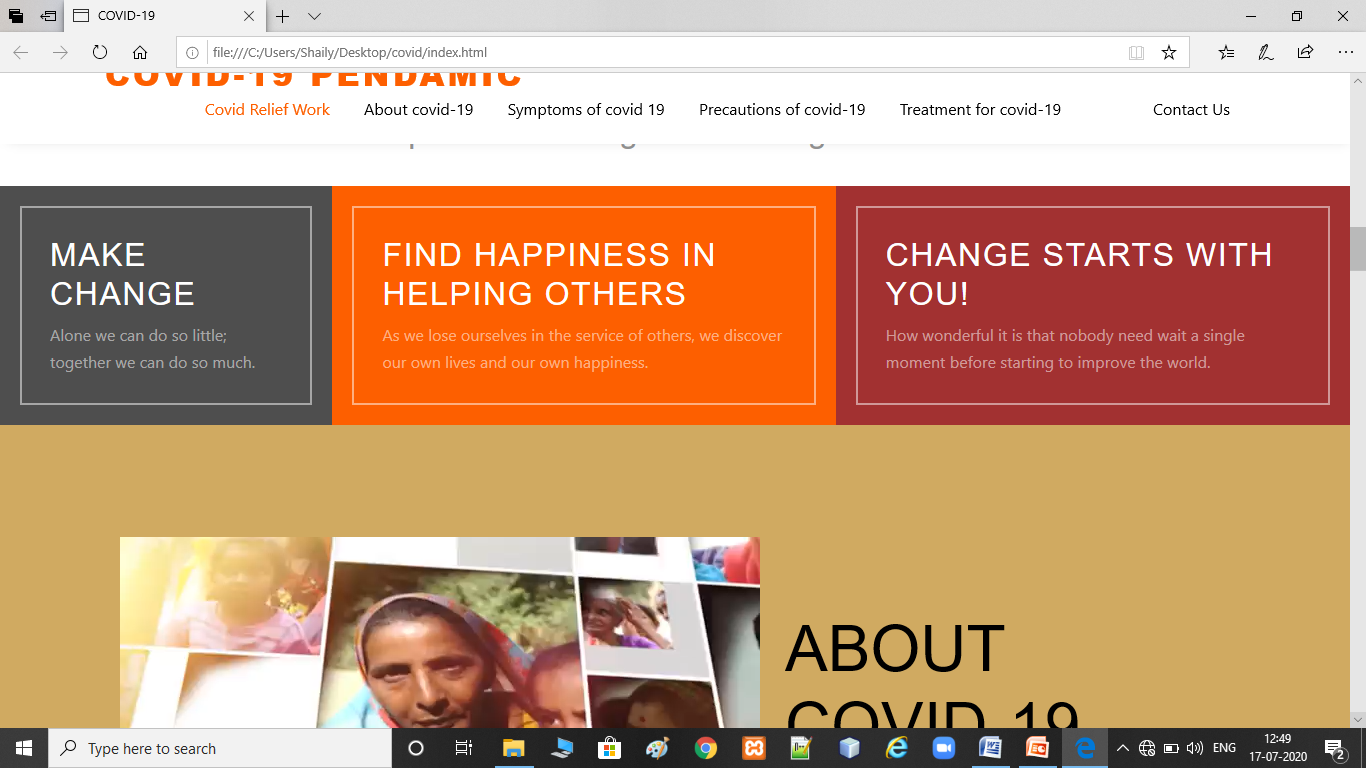 COVID-19
file:///C:/Users/Shaily/Desktop/covid/index.html
COVID-19 PENDAMIC
Covid Relief Work About covid-19 Symptoms of covid 19 Precautions of covid-19 Treatment for covid-19 Contact Us
MAKE
CHANGE
Alone we can do so little;
together we can do so much.
FIND HAPPINESS IN
HELPING OTHERS
As we lose ourselves in the service of others, we discover
our own lives and our own happiness.
CHANGE STARTS WITH
YOU!
How wonderful it is that nobody need wait a single
moment before starting to improve the world.
ABOUT
COVID-19
Type here to search
ENG
12:49
17-07-2020
2